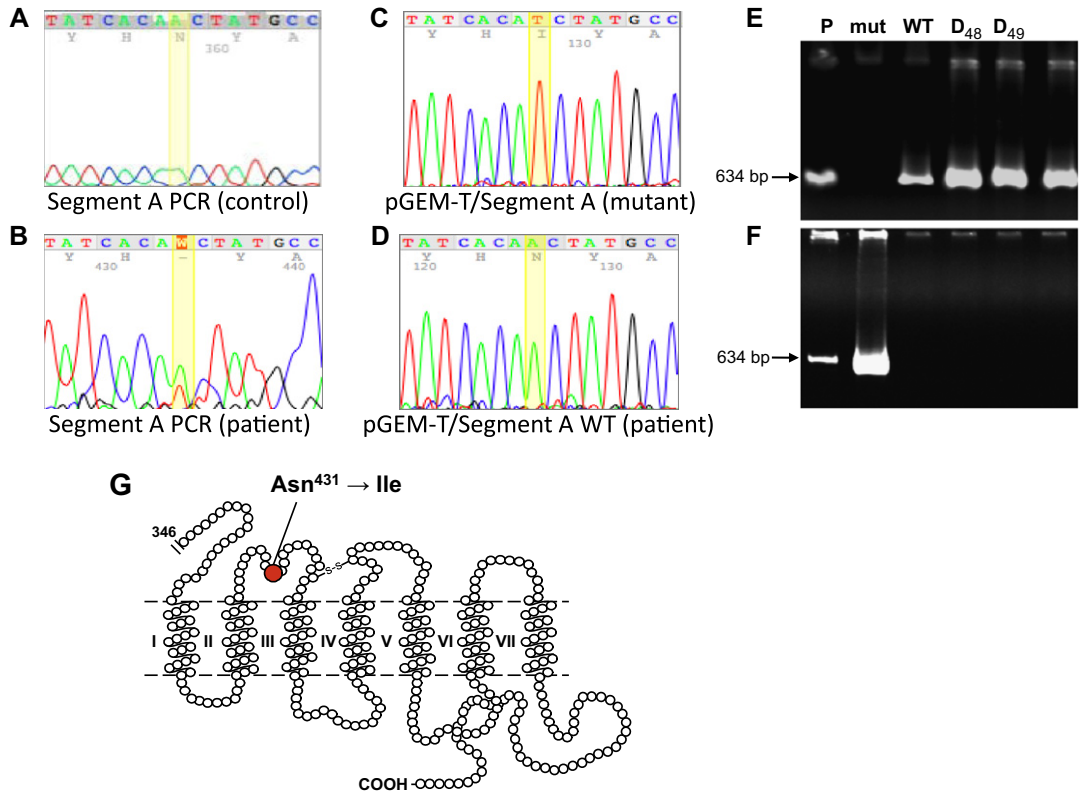 A
T A T C A C A A C T A T G C C
Y H N Y A
360
Segment A PCR (control)
B
T A T C A C A W C T A T G C C
Y H – Y A
430 440
Segment A PCR (patient)
C
T A T C A C A T C T A T G C C
Y H I Y A
130
pGEM-T/Segment A (mutant)
D
T A T C A C A A C T A T G C C
Y H N Y A
120 130
pGEM-T/Segment A WT (patient)
E
P mut WT D48 D49
634 bp
F
634 bp
G
Asn431 → Ile
346
S-S
I II III IV V VI VII
COOH